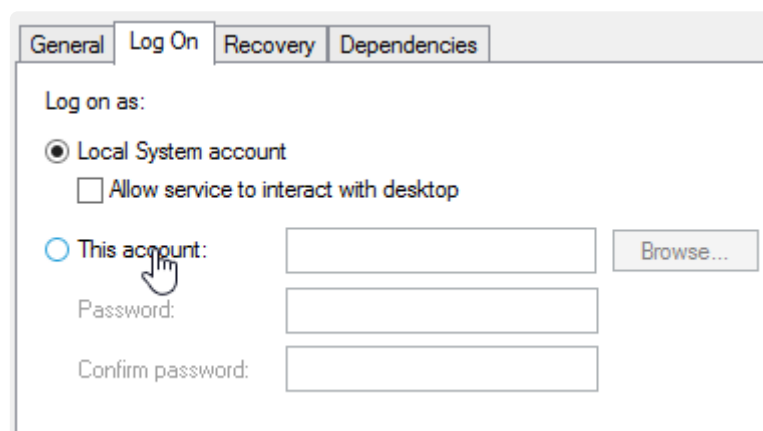 General Log On Recovery Dependencies
Log on as:
Local System account
Allow service to interact with desktop
This account: Browse...
Password:
Confirm password: